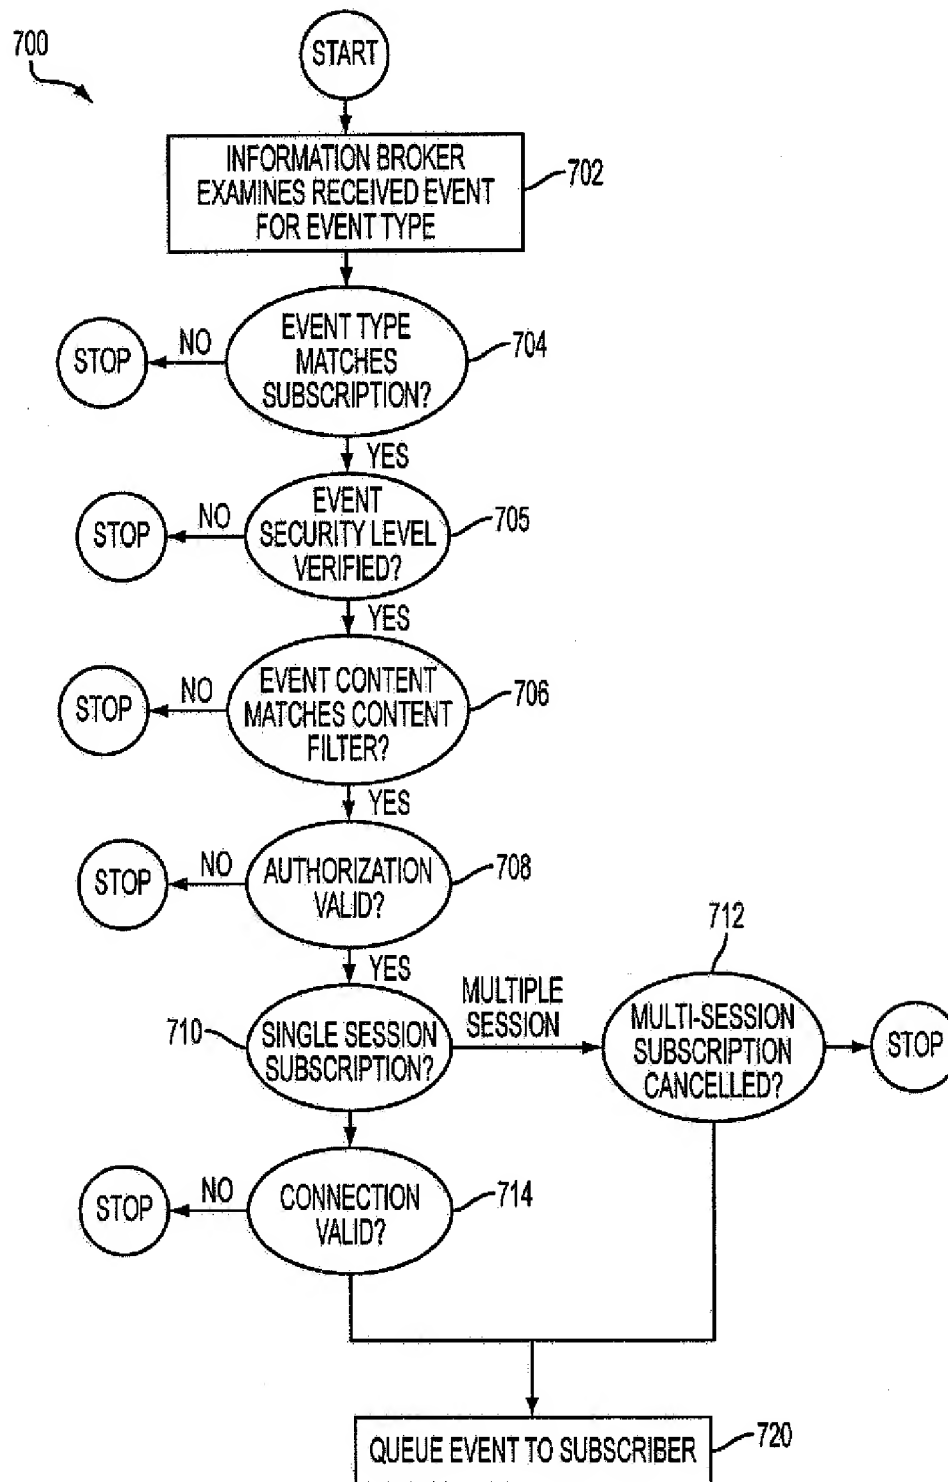 700
START
INFORMATION BROKER
EXAMINES RECEIVED EVENT
FOR EVENT TYPE
702
EVENT TYPE
MATCHES
SUBSCRIPTION?
704
NO
STOP
YES
EVENT
SECURITY LEVEL
VERIFIED?
705
NO
STOP
YES
EVENT CONTENT
MATCHES CONTENT
FILTER?
706
NO
STOP
YES
AUTHORIZATION
VALID?
708
NO
STOP
YES
710
SINGLE SESSION
SUBSCRIPTION?
MULTIPLE
SESSION
712
MULTI-SESSION
SUBSCRIPTION
CANCELLED?
STOP
CONNECTION
VALID?
714
NO
STOP
QUEUE EVENT TO SUBSCRIBER
720